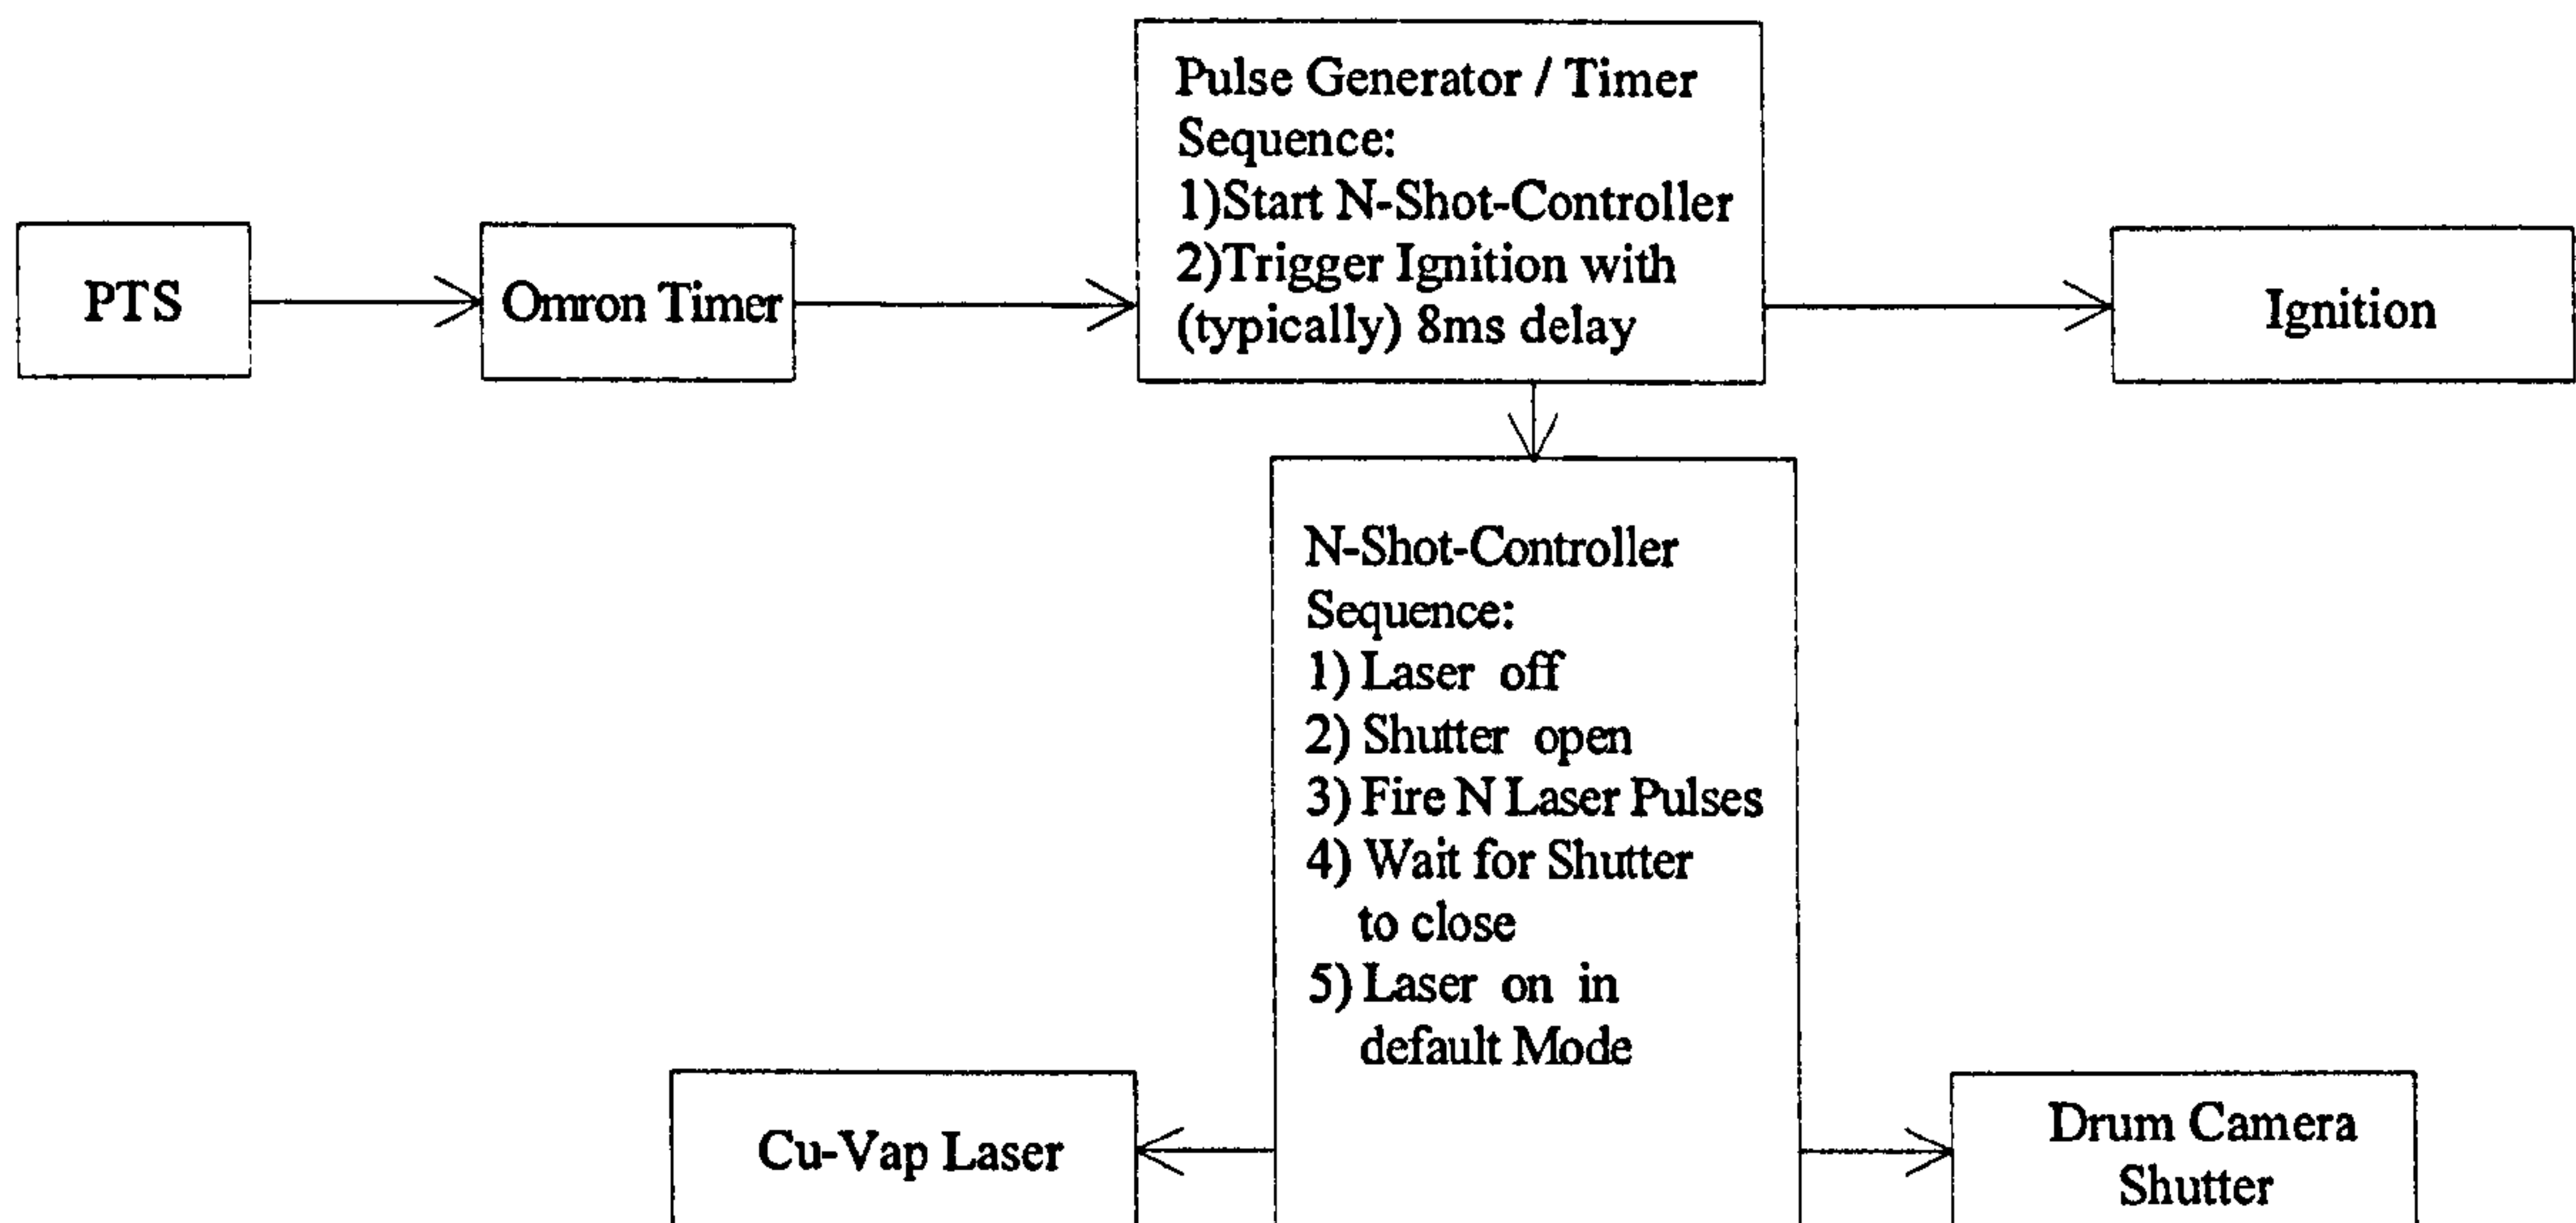 PTS
Omron Timer
Pulse Generator / Timer
Sequence:
1)Start N-Shot-Controller
2)Trigger Ignition with
(typically) 8ms delay
Ignition
N-Shot-Controller
Sequence:
1) Laser off
2) Shutter open
3) Fire N Laser Pulses
4) Wait for Shutter
to close
5) Laser on in
default Mode
Cu-Vap Laser
Drum Camera
Shutter